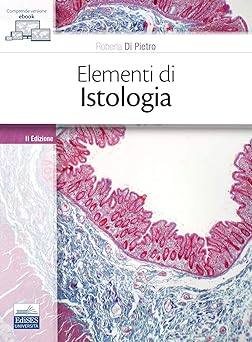 Comprende versione
ebook
Roberta Di Pietro
Elementi di
Istologia
II Edizione
EdiSES
UNIVERSITÀ